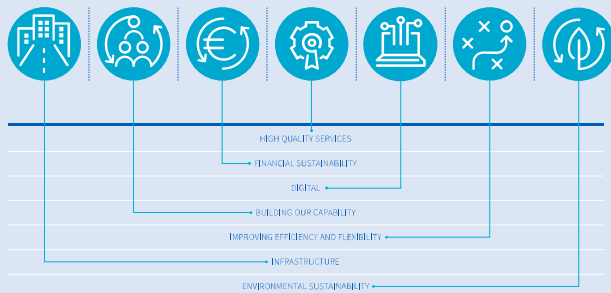 HIGH QUALITY SERVICES
FINANCIAL SUSTAINABILITY
DIGITAL
BUILDING OUR CAPABILITY
IMPROVING EFFICIENCY AND FLEXIBILITY
INFRASTRUCTURE
ENVIRONMENTAL SUSTAINABILITY